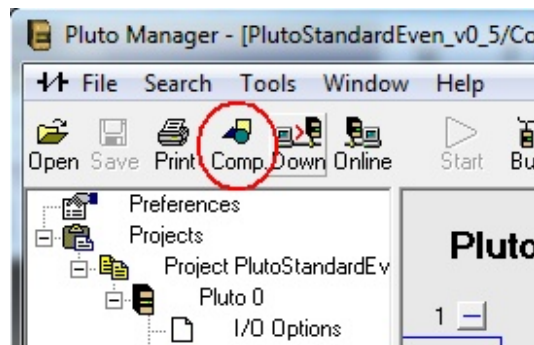 Pluto Manager - [PlutoStandardEven_v0_5/Co
File Search Tools Window Help
Open Save Print Comp. Down Online Start Bu
Preferences
Projects
Project PlutoStandardEv
Pluto 0
I/O Options
Pluto
1